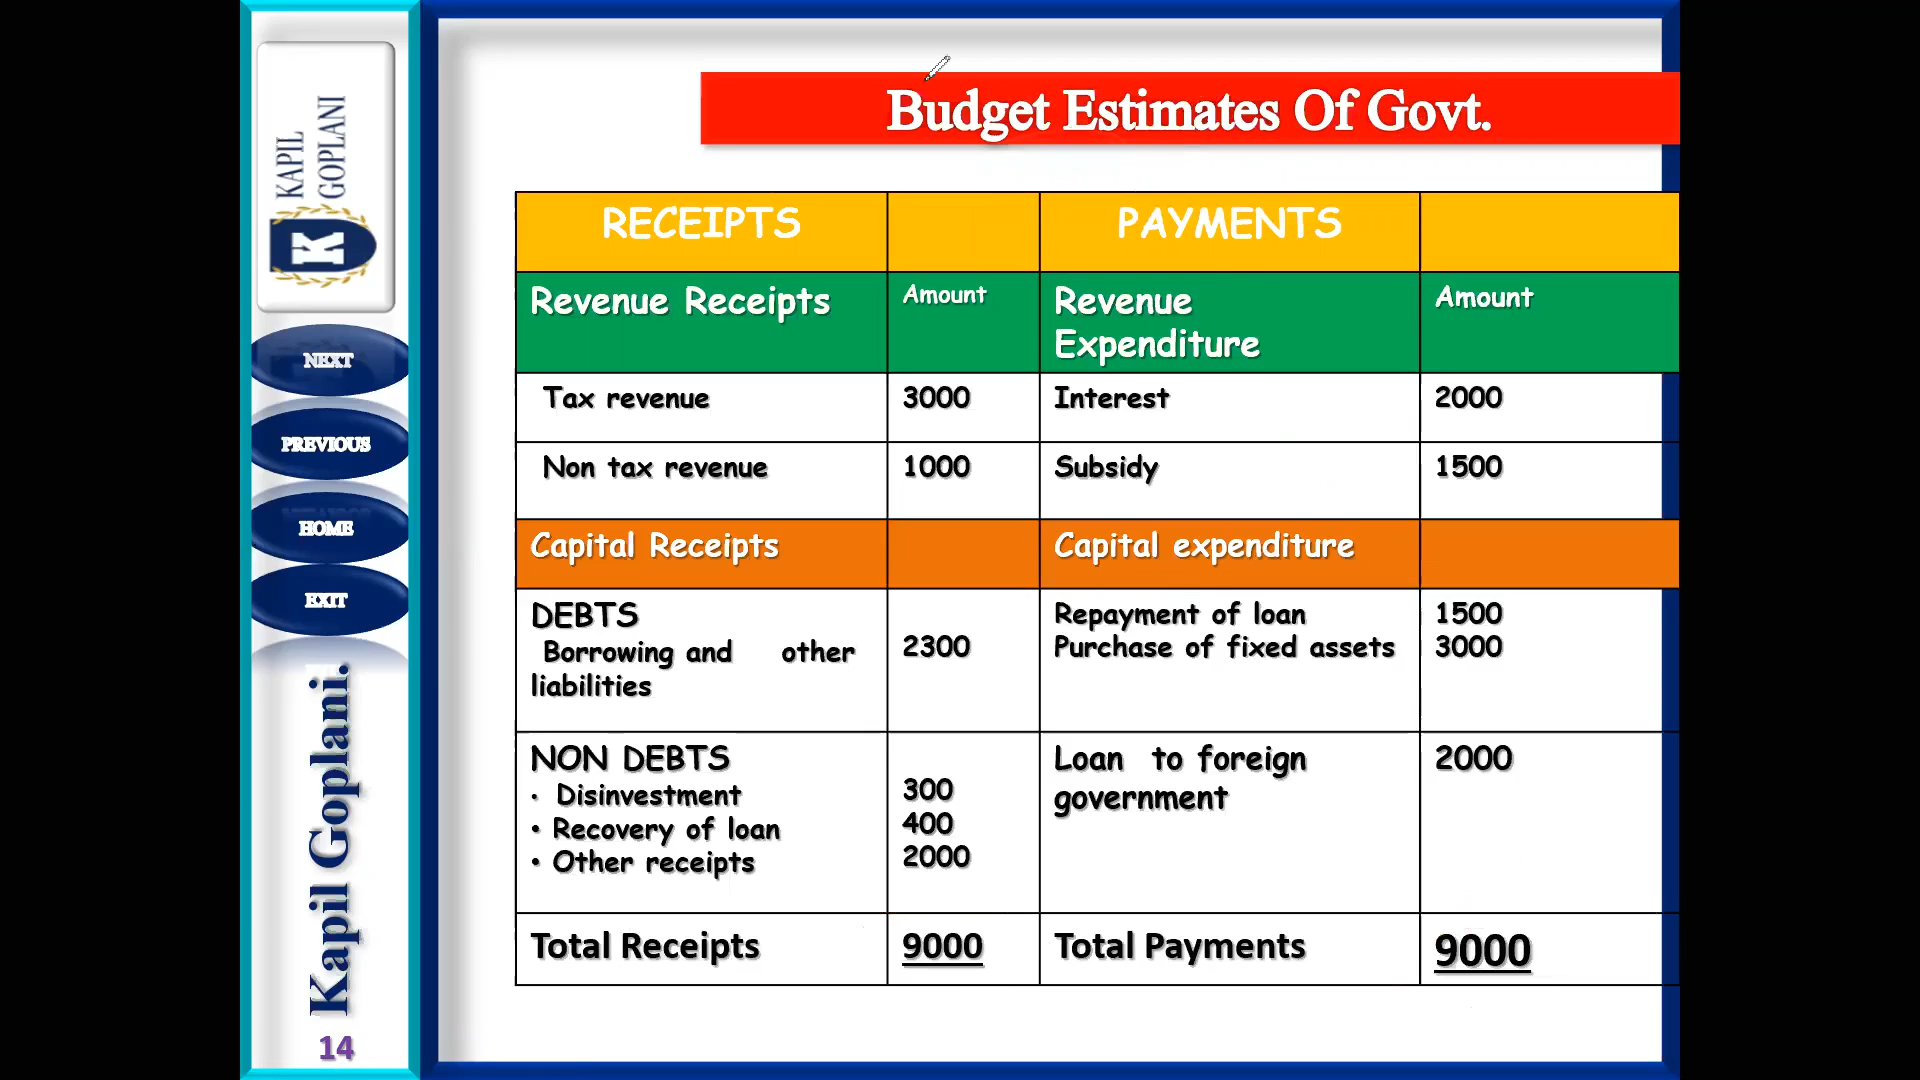 KAPIL
GOPLANI
K
NEXT
PREVIOUS
HOME
EXIT
Kapil Goplani.
14
Budget Estimates Of Govt.
RECEIPTS PAYMENTS
Revenue Receipts Amount Revenue Amount
Expenditure
Tax revenue 3000 Interest 2000
Non tax revenue 1000 Subsidy 1500
Capital Receipts Capital expenditure
DEBTS Repayment of loan 1500
Borrowing and other 2300 Purchase of fixed assets 3000
liabilities
NON DEBTS Loan to foreign 2000
• Disinvestment 300 government
• Recovery of loan 400
• Other receipts 2000
Total Receipts 9000 Total Payments 9000